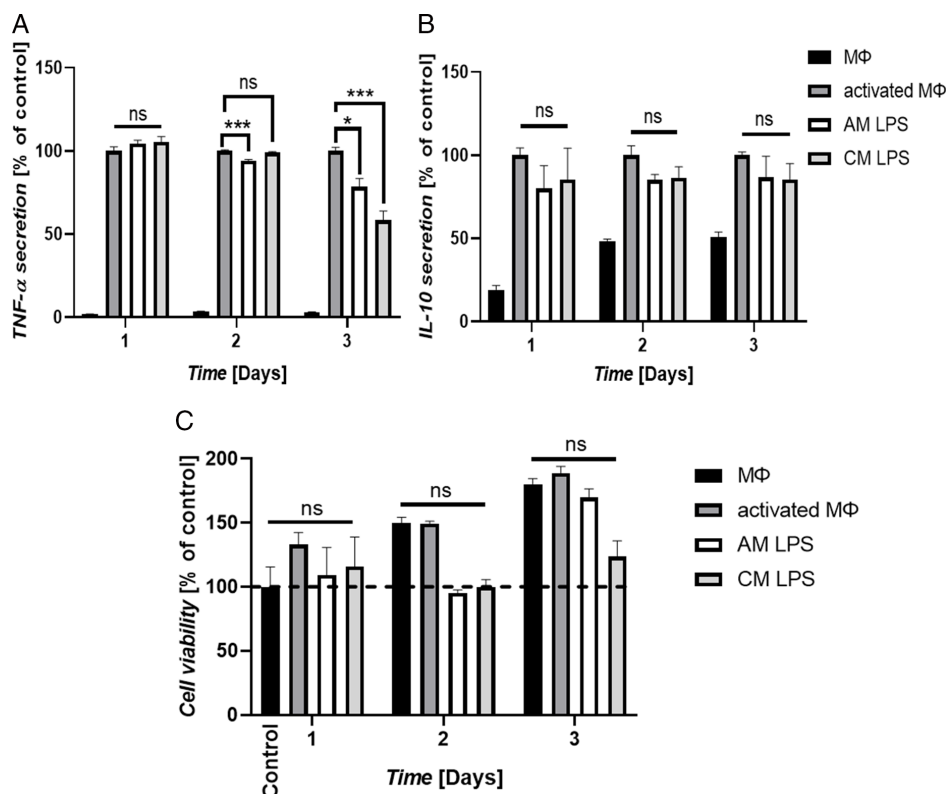 A
TNF-α secretion [% of control]
150
100
50
0
ns
ns
***
***
*
1 2 3
Time [Days]
B
IL-10 secretion [% of control]
150
100
50
0
ns
ns
ns
1 2 3
Time [Days]
MΦ
activated MΦ
AM LPS
CM LPS
C
Cell viability [% of control]
200
150
100
50
0
ns
ns
ns
Control
1 2 3
Time [Days]
MΦ
activated MΦ
AM LPS
CM LPS